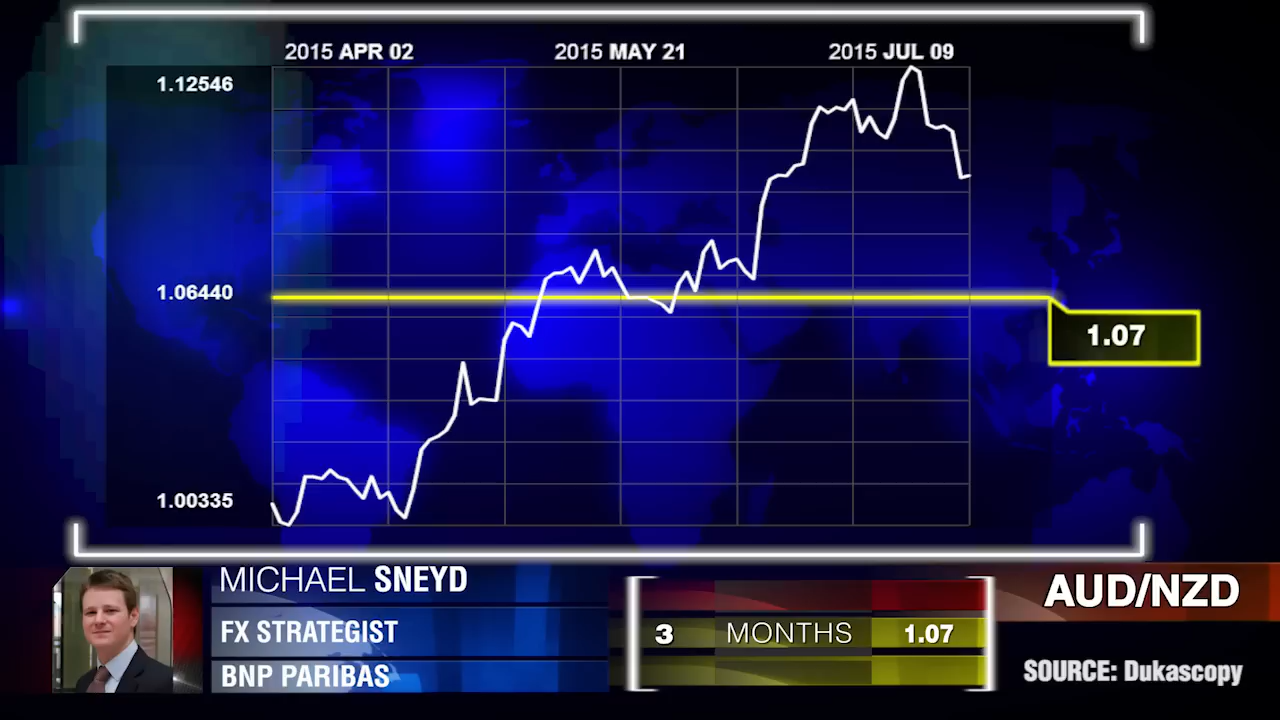 2015 APR 02 2015 MAY 21 2015 JUL 09
1.12546
1.06440
1.07
1.00335
MICHAEL SNEYD
FX STRATEGIST
BNP PARIBAS
3 MONTHS 1.07
AUD/NZD
SOURCE: Dukascopy